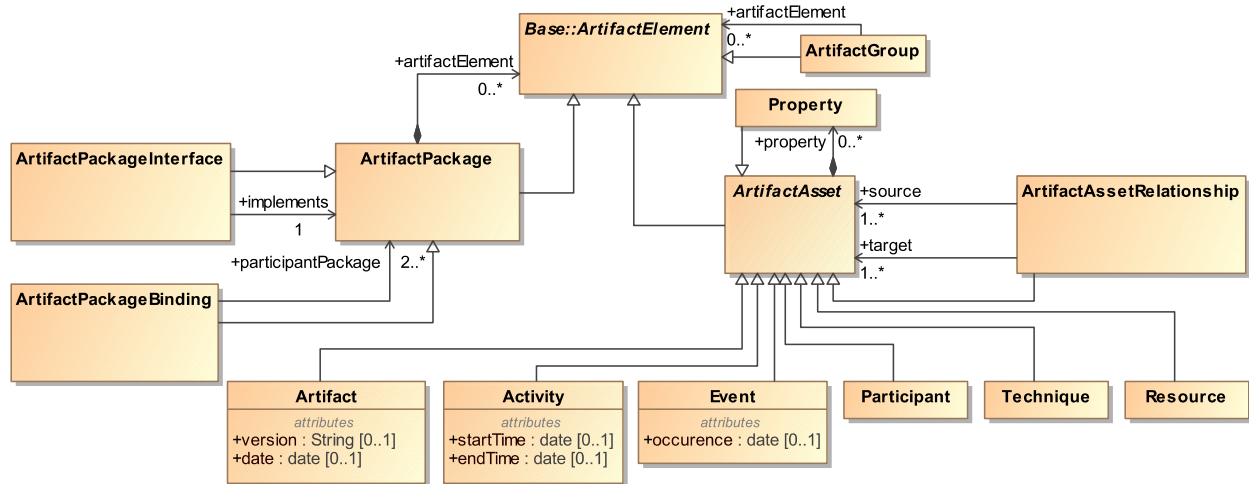 +artifactElement
Base::ArtifactElement
0..*
ArtifactGroup
+artifactElement
0..*
Property
+property
0..*
ArtifactPackageInterface
ArtifactPackage
+implements
1
ArtifactAsset
+source
1..*
ArtifactAssetRelationship
+target
1..*
+participantPackage
2..*
ArtifactPackageBinding
Artifact
attributes
+version : String [0..1]
+date : date [0..1]
Activity
attributes
+startTime : date [0..1]
+endTime : date [0..1]
Event
attributes
+occurence : date [0..1]
Participant
Technique
Resource